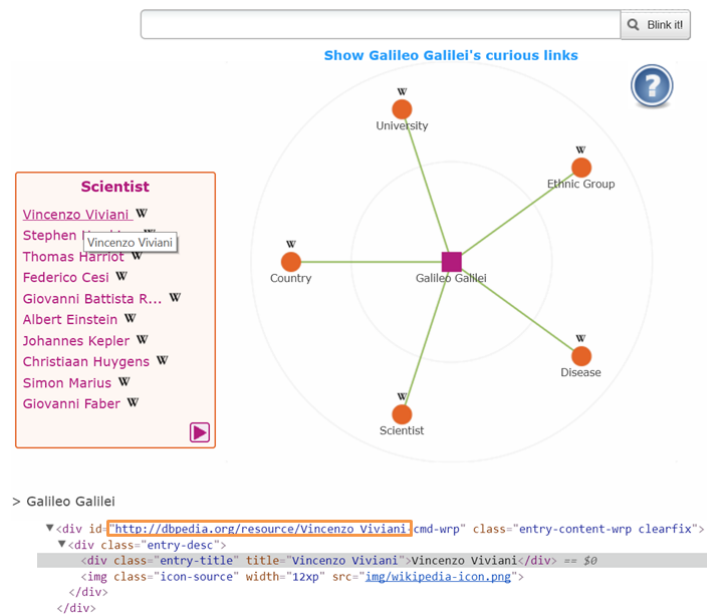 Blink it!
Show Galileo Galilei's curious links
?
W
University
W
Ethnic Group
W
Country
Galileo Galilei
W
Disease
W
Scientist
Scientist
Vincenzo Viviani W
Stephen
Vincenzo Viviani
Thomas Harriot W
Federico Cesi W
Giovanni Battista R... W
Albert Einstein W
Johannes Kepler W
Christiaan Huygens W
Simon Marius W
Giovanni Faber W
> Galileo Galilei
▼<div id="http://dbpedia.org/resource/Vincenzo Viviani-cmd-wrp" class="entry-content-wrp clearfix">
▼<div class="entry-desc">
<div class="entry-title" title="Vincenzo Viviani">Vincenzo Viviani</div> == $0
<img class="icon-source" width="12xp" src="img/wikipedia-icon.png">
</div>
</div>